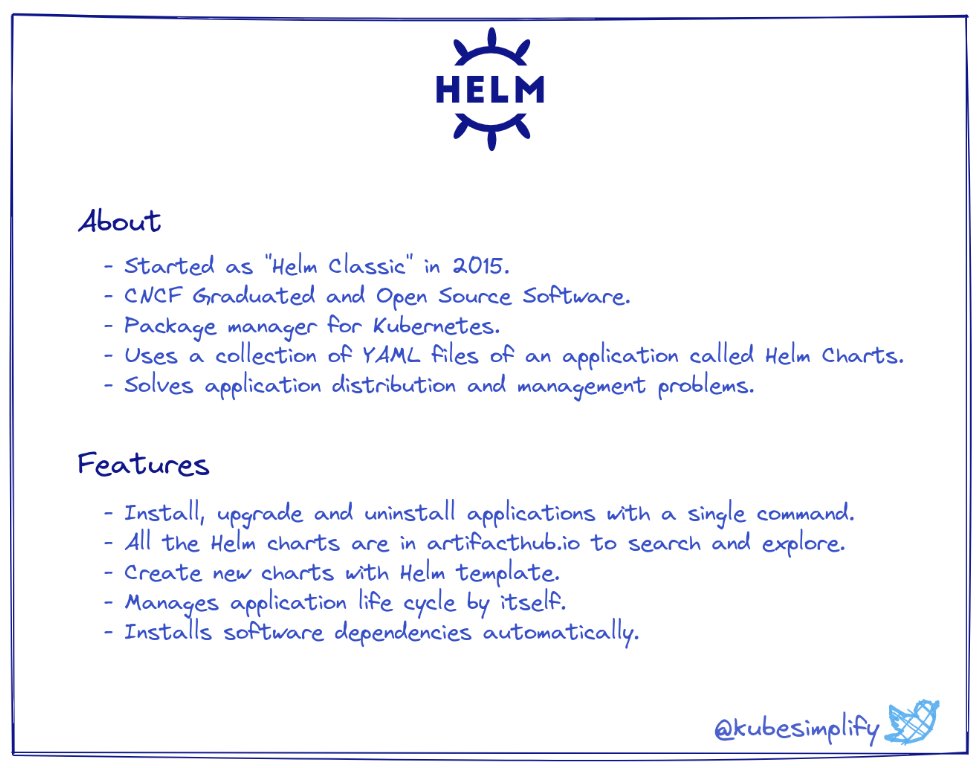 HELM
About
- Started as "Helm Classic" in 2015.
- CNCF Graduated and Open Source Software.
- Package manager for Kubernetes.
- Uses a collection of YAML files of an application called Helm Charts.
- Solves application distribution and management problems.
Features
- Install, upgrade and uninstall applications with a single command.
- All the Helm charts are in artifacthub.io to search and explore.
- Create new charts with Helm template.
- Manages application life cycle by itself.
- Installs software dependencies automatically.
@kubesimplify